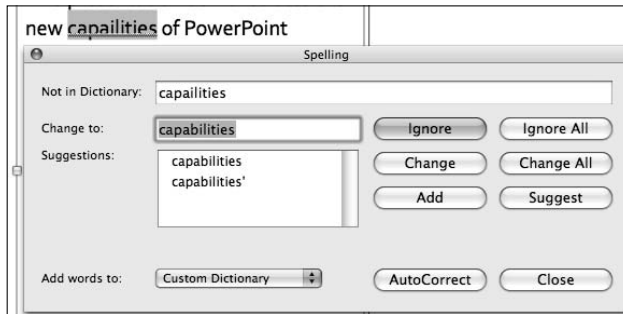 new capailities of PowerPoint
Spelling
Not in Dictionary: capailities
Change to: capabilities Ignore Ignore All
Suggestions: capabilities Change Change All
capabilities'
Add Suggest
Add words to: Custom Dictionary AutoCorrect Close